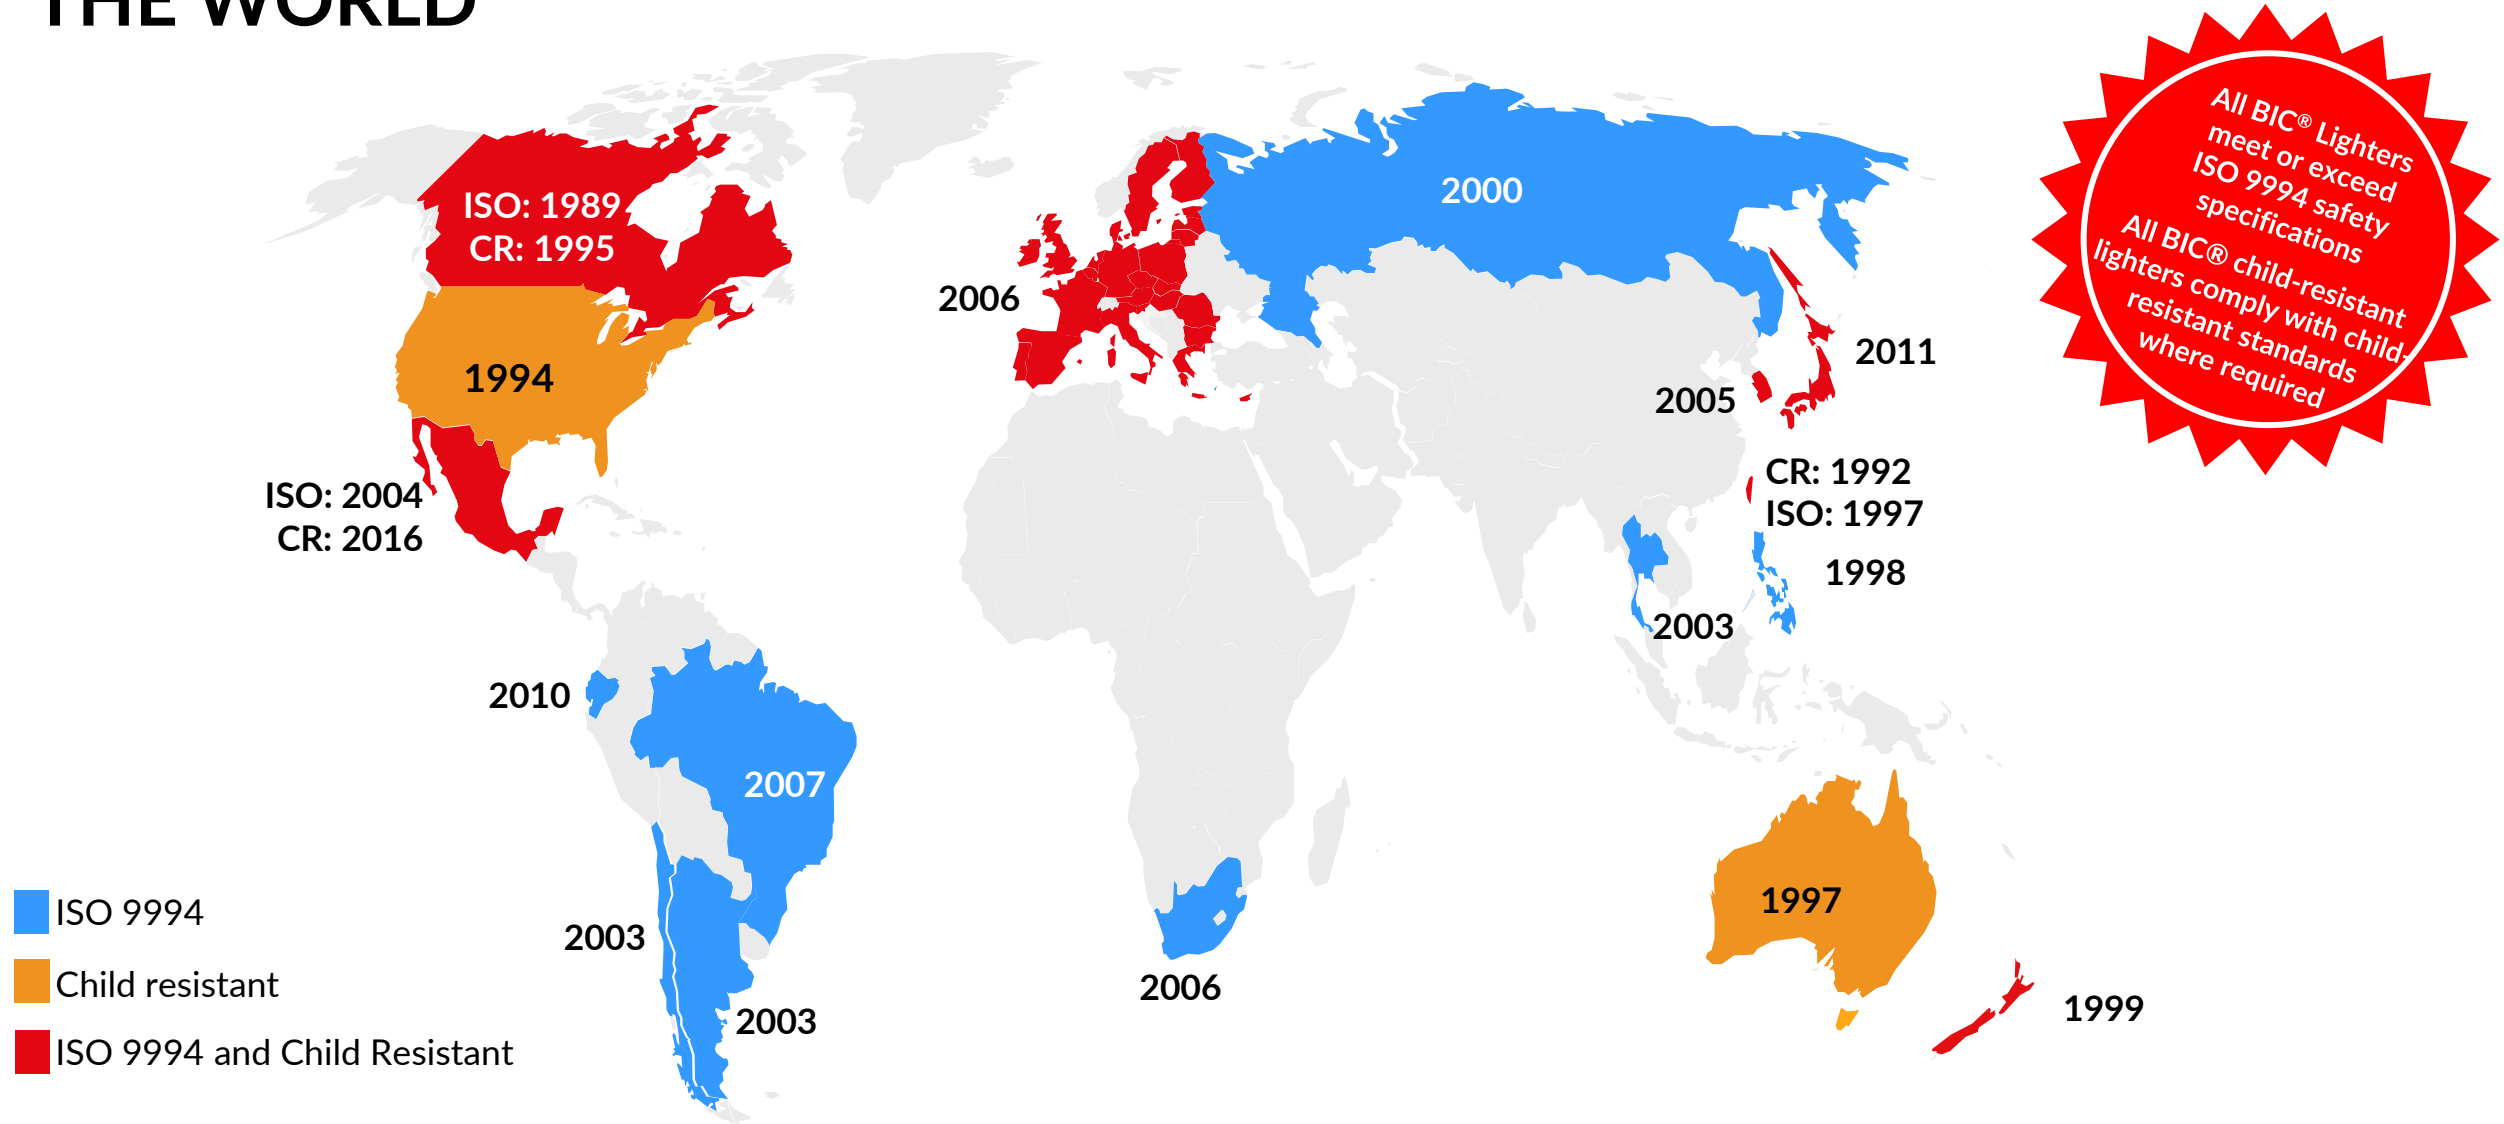 THE WORLD
All BIC® Lighters
meet or exceed
ISO 9994 safety
specifications
All BIC® child-resistant
lighters comply with child-
resistant standards
where required
ISO: 1989
CR: 1995
2000
2006
1994
2011
2005
ISO: 2004
CR: 2016
CR: 1992
ISO: 1997
1998
2003
2010
2007
1997
2003
2006
2003
1999
ISO 9994
Child resistant
ISO 9994 and Child Resistant